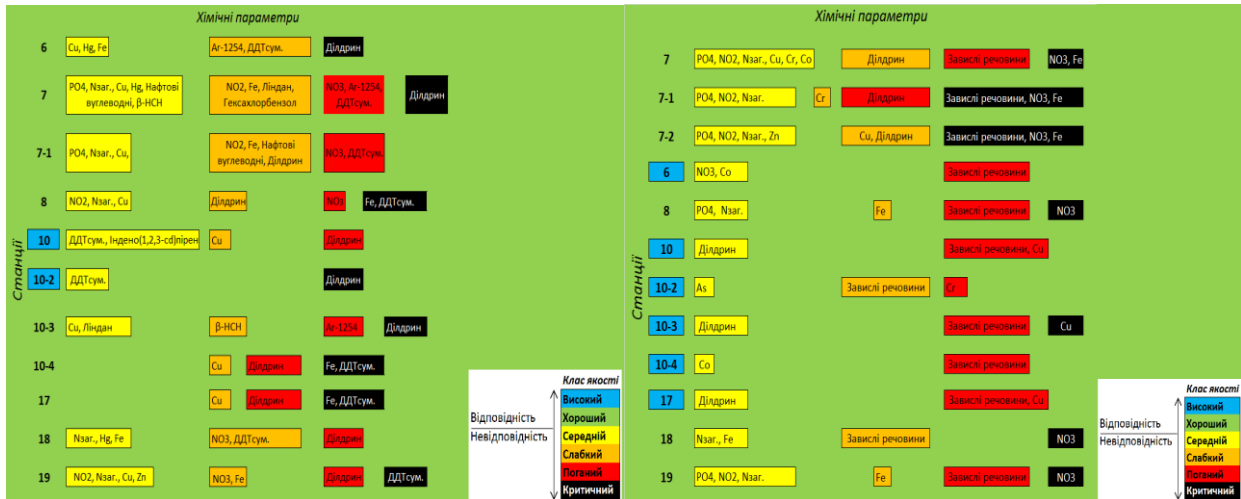 Хімічні параметри
Станції
6 Cu, Hg, Fe Ar-1254, ДДТсум. Ділдрин
7 PO4, Nзаг., Cu, Hg, Нафтові вуглеводні, β-HCH NO2, Fe, Ліндан, Гексахлорбензол NO3, Ar-1254, ДДТсум. Ділдрин
7-1 PO4, Nзаг., Cu, NO2, Fe, Нафтові вуглеводні, Ділдрин NO3, ДДТсум.
8 NO2, Nзаг., Cu Ділдрин NO3 Fe, ДДТсум.
10 ДДТсум., Індено(1,2,3-cd)пірен Cu Ділдрин
10-2 ДДТсум. Ділдрин
10-3 Cu, Ліндан β-HCH Ar-1254 Ділдрин
10-4 Cu Ділдрин Fe, ДДТсум.
17 Cu Ділдрин Fe, ДДТсум.
18 Nзаг., Hg, Fe NO3, ДДТсум. Ділдрин
19 NO2, Nзаг., Cu, Zn NO3, Fe Ділдрин ДДТсум.
Відповідність
Невідповідність
Клас якості
Високий
Хороший
Середній
Слабкий
Поганий
Критичний
Хімічні параметри
Станції
7 PO4, NO2, Nзаг., Cu, Cr, Co Ділдрин Завислі речовини NO3, Fe
7-1 PO4, NO2, Nзаг. Cr Ділдрин Завислі речовини, NO3, Fe
7-2 PO4, NO2, Nзаг., Zn Cu, Ділдрин Завислі речовини, NO3, Fe
6 NO3, Co Завислі речовини
8 PO4, Nзаг. Fe Завислі речовини NO3
10 Ділдрин Завислі речовини, Cu
10-2 As Завислі речовини Cr
10-3 Ділдрин Завислі речовини Cu
10-4 Co Завислі речовини
17 Ділдрин Завислі речовини, Cu
18 Nзаг., Fe Завислі речовини NO3
19 PO4, NO2, Nзаг. Fe Завислі речовини NO3
Відповідність
Невідповідність
Клас якості
Високий
Хороший
Середній
Слабкий
Поганий
Критичний